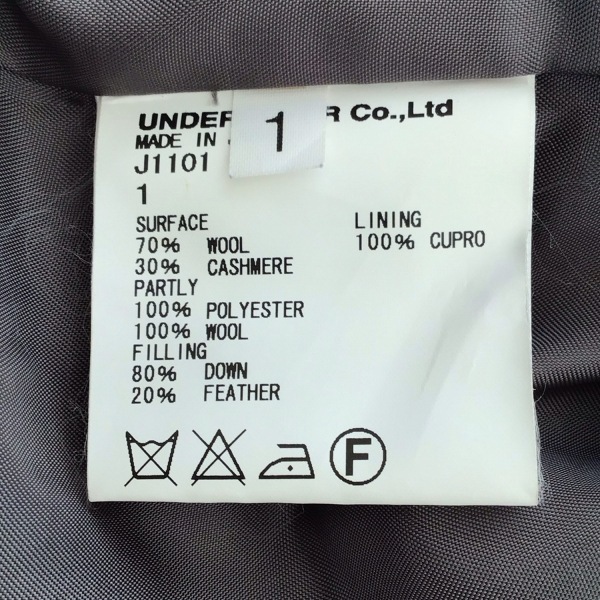 UNDER R Co.,Ltd
1
MADE IN
J1101
1
SURFACE
70% WOOL
30% CASHMERE
PARTLY
100% POLYESTER
100% WOOL
FILLING
80% DOWN
20% FEATHER
LINING
100% CUPRO
F